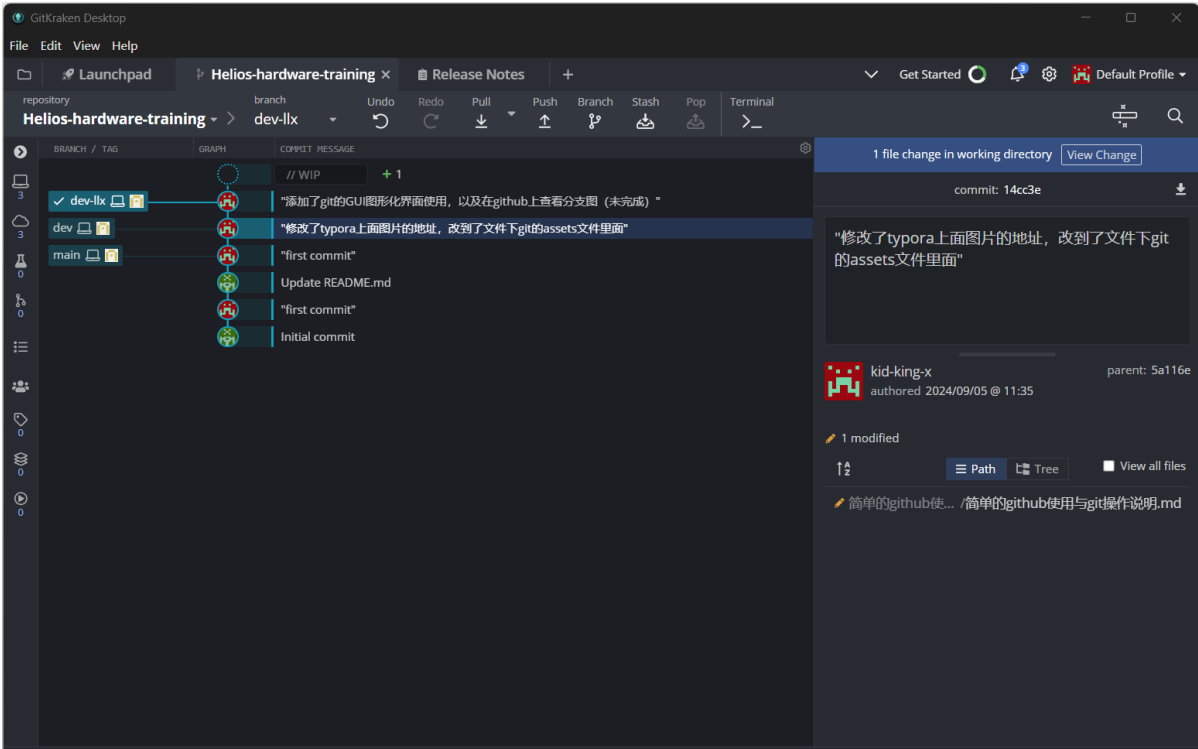 GitKraken Desktop
File Edit View Help
Launchpad
Helios-hardware-training
Release Notes
Get Started
3
Default Profile
repository
Helios-hardware-training
branch
dev-llx
Undo
Redo
Pull
Push
Branch
Stash
Pop
Terminal
BRANCH / TAG
GRAPH
COMMIT MESSAGE
// WIP
+ 1
dev-llx
"添加了git的GUI图形化界面使用，以及在github上查看分支图（未完成）"
dev
"修改了typora上面图片的地址，改到了文件下git的assets文件里面"
main
"first commit"
Update README.md
"first commit"
Initial commit
3
3
0
0
0
0
0
1 file change in working directory
View Change
commit: 14cc3e
"修改了typora上面图片的地址，改到了文件下git
的assets文件里面"
kid-king-x
parent: 5a116e
authored 2024/09/05 @ 11:35
1 modified
A
Z
Path
Tree
View all files
简单的github使... /简单的github使用与git操作说明.md